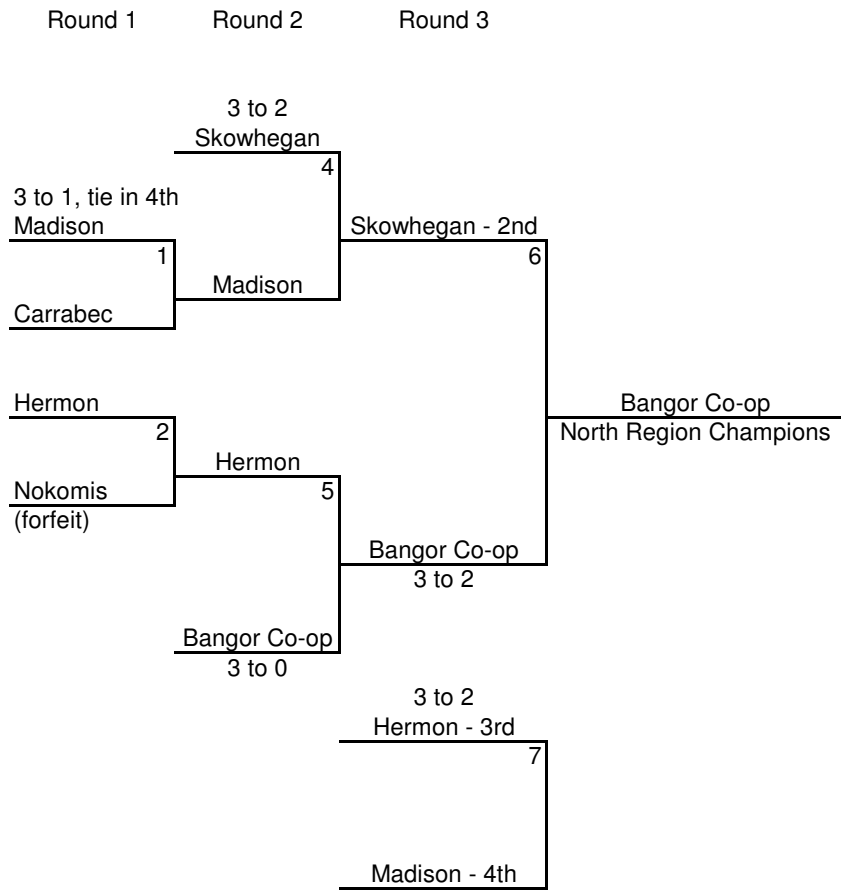 Round 1 Round 2 Round 3
3 to 2
Skowhegan
4
3 to 1, tie in 4th
Madison
Skowhegan - 2nd
1
6
Madison
Carrabec
Hermon
Bangor Co-op
2
North Region Champions
Hermon
Nokomis
5
(forfeit)
Bangor Co-op
3 to 2
Bangor Co-op
3 to 0
3 to 2
Hermon - 3rd
7
Madison - 4th